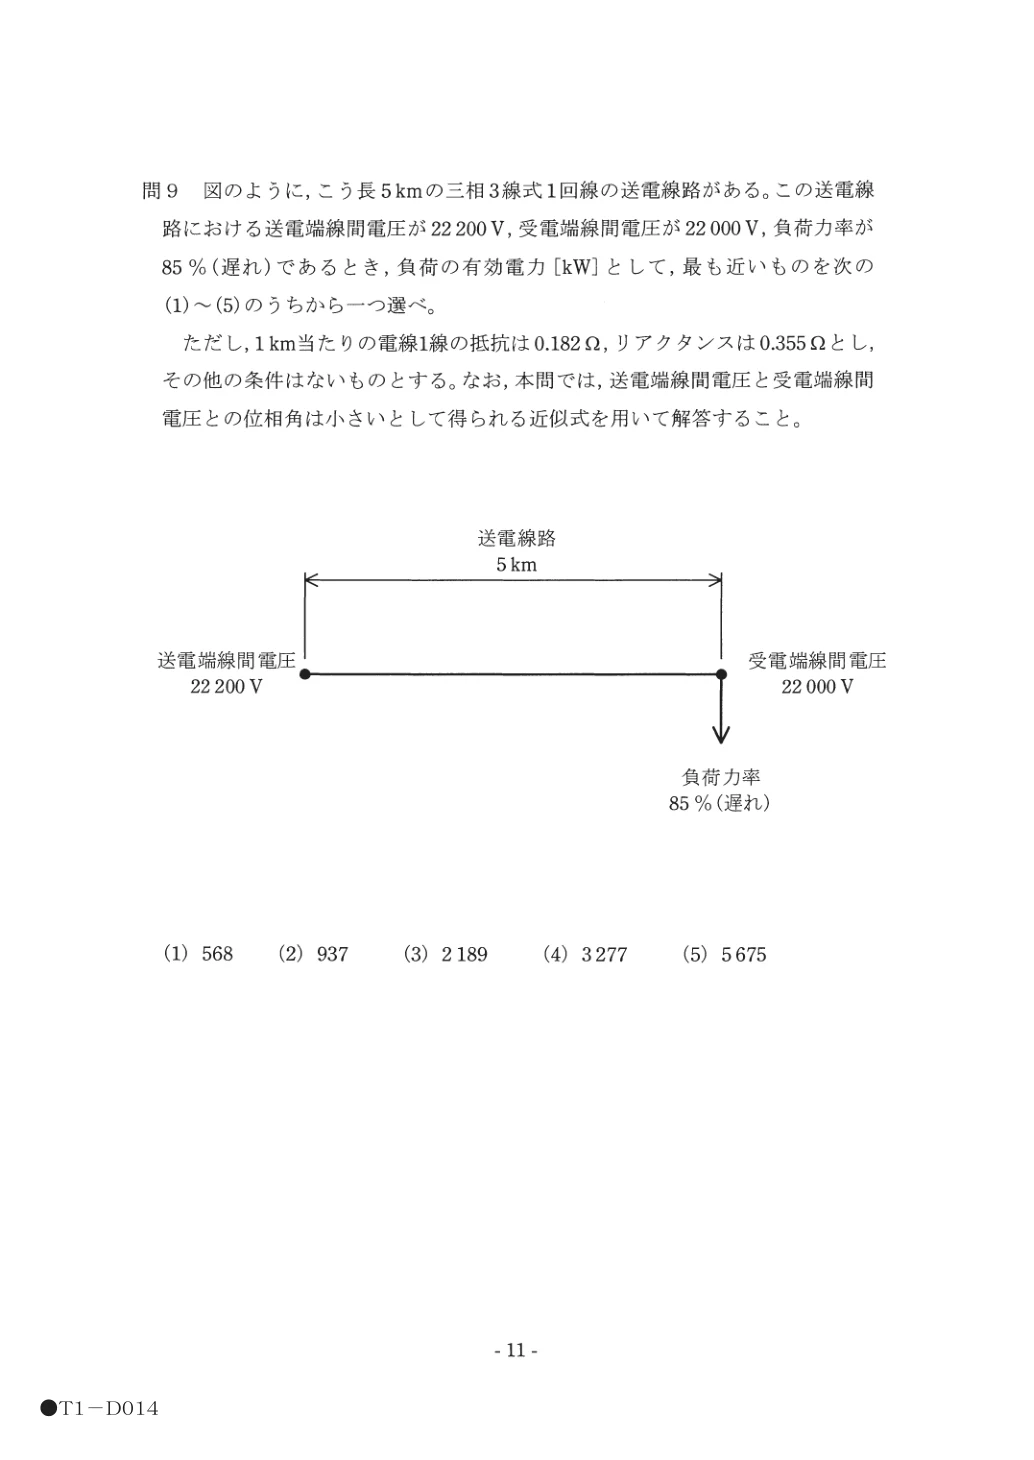 問９　図のように, こう長５kmの三相３線式１回線の送電線路がある。この送電線
路における送電端線間電圧が 22 200 V, 受電端線間電圧が 22 000 V, 負荷力率が
85 %(遅れ)であるとき, 負荷の有効電力［kW］として, 最も近いものを次の
(1)～(5)のうちから一つ選べ。
ただし, 1 km当たりの電線1線の抵抗は 0.182 Ω, リアクタンスは 0.355 Ωとし,
その他の条件はないものとする。なお, 本問では, 送電端線間電圧と受電端線間
電圧との位相角は小さいとして得られる近似式を用いて解答すること。
送電線路
5 km
送電端線間電圧
22 200 V
受電端線間電圧
22 000 V
負荷力率
85 %(遅れ)
(1) 568　(2) 937　(3) 2 189　(4) 3 277　(5) 5 675
- 11 -
●T1－D014